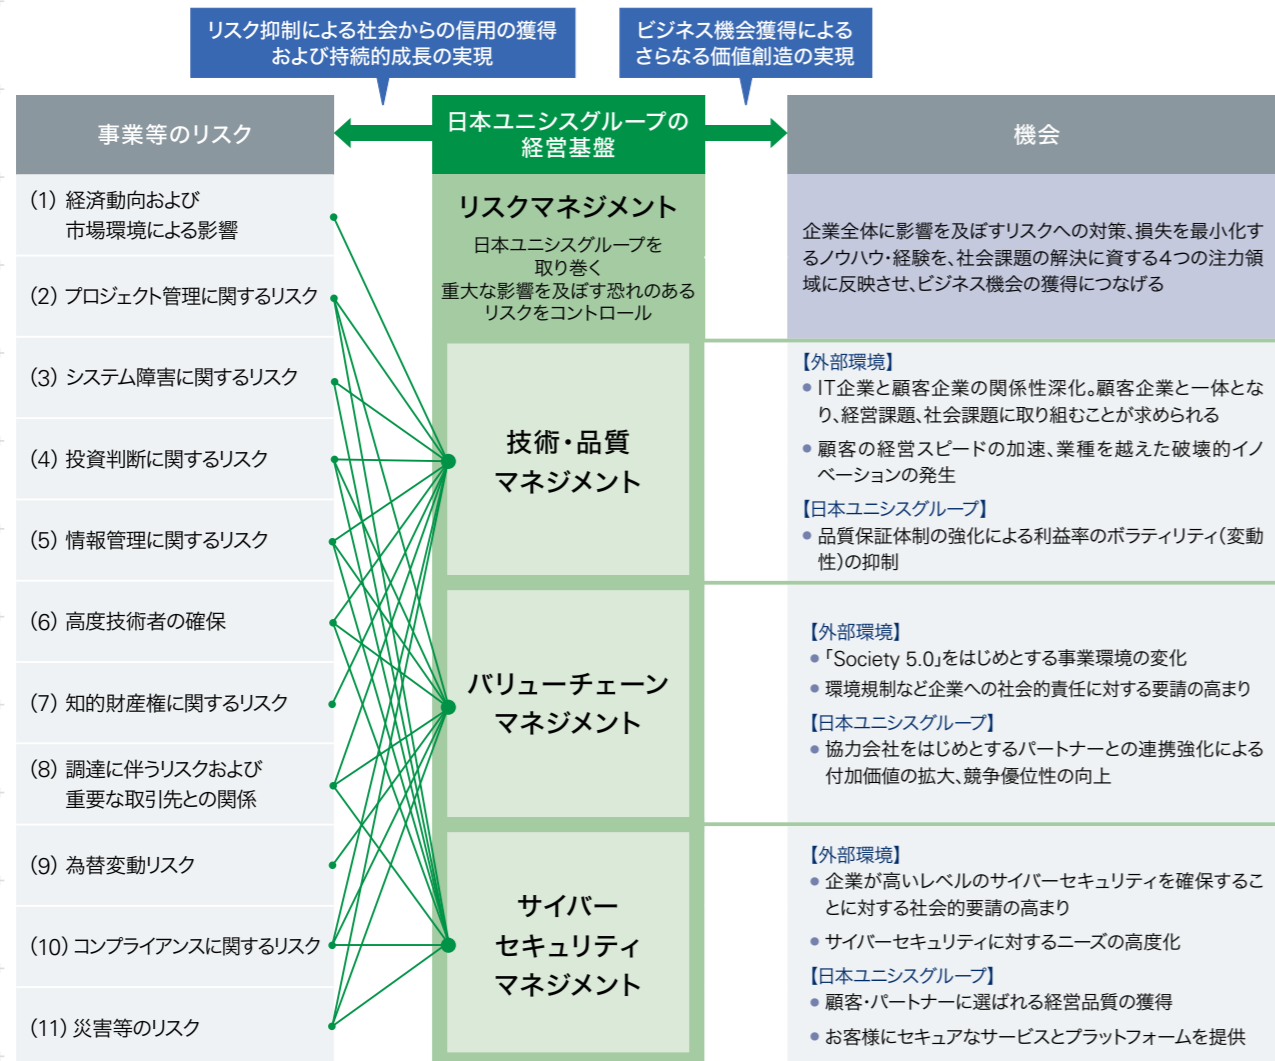 リスク抑制による社会からの信用の獲得
および持続的成長の実現
ビジネス機会獲得による
さらなる価値創造の実現
事業等のリスク
日本ユニシスグループの
経営基盤
機会
(1) 経済動向および
市場環境による影響
(2) プロジェクト管理に関するリスク
(3) システム障害に関するリスク
(4) 投資判断に関するリスク
(5) 情報管理に関するリスク
(6) 高度技術者の確保
(7) 知的財産権に関するリスク
(8) 調達に伴うリスクおよび
重要な取引先との関係
(9) 為替変動リスク
(10) コンプライアンスに関するリスク
(11) 災害等のリスク
リスクマネジメント
日本ユニシスグループを
取り巻く
重大な影響を及ぼす恐れのある
リスクをコントロール
技術・品質
マネジメント
バリューチェーン
マネジメント
サイバー
セキュリティ
マネジメント
企業全体に影響を及ぼすリスクへの対策、損失を最小化す
るノウハウ・経験を、社会課題の解決に資する4つの注力領
域に反映させ、ビジネス機会の獲得につなげる
【外部環境】
● IT企業と顧客企業の関係性深化。顧客企業と一体とな
り、経営課題、社会課題に取り組むことが求められる
● 顧客の経営スピードの加速、業種を越えた破壊的イノ
ベーションの発生
【日本ユニシスグループ】
● 品質保証体制の強化による利益率のボラティリティ(変動
性)の抑制
【外部環境】
● 「Society 5.0」をはじめとする事業環境の変化
● 環境規制など企業への社会的責任に対する要請の高まり
【日本ユニシスグループ】
● 協力会社をはじめとするパートナーとの連携強化による
付加価値の拡大、競争優位性の向上
【外部環境】
● 企業が高いレベルのサイバーセキュリティを確保するこ
とに対する社会的要請の高まり
● サイバーセキュリティに対するニーズの高度化
【日本ユニシスグループ】
● 顧客・パートナーに選ばれる経営品質の獲得
● お客様にセキュアなサービスとプラットフォームを提供